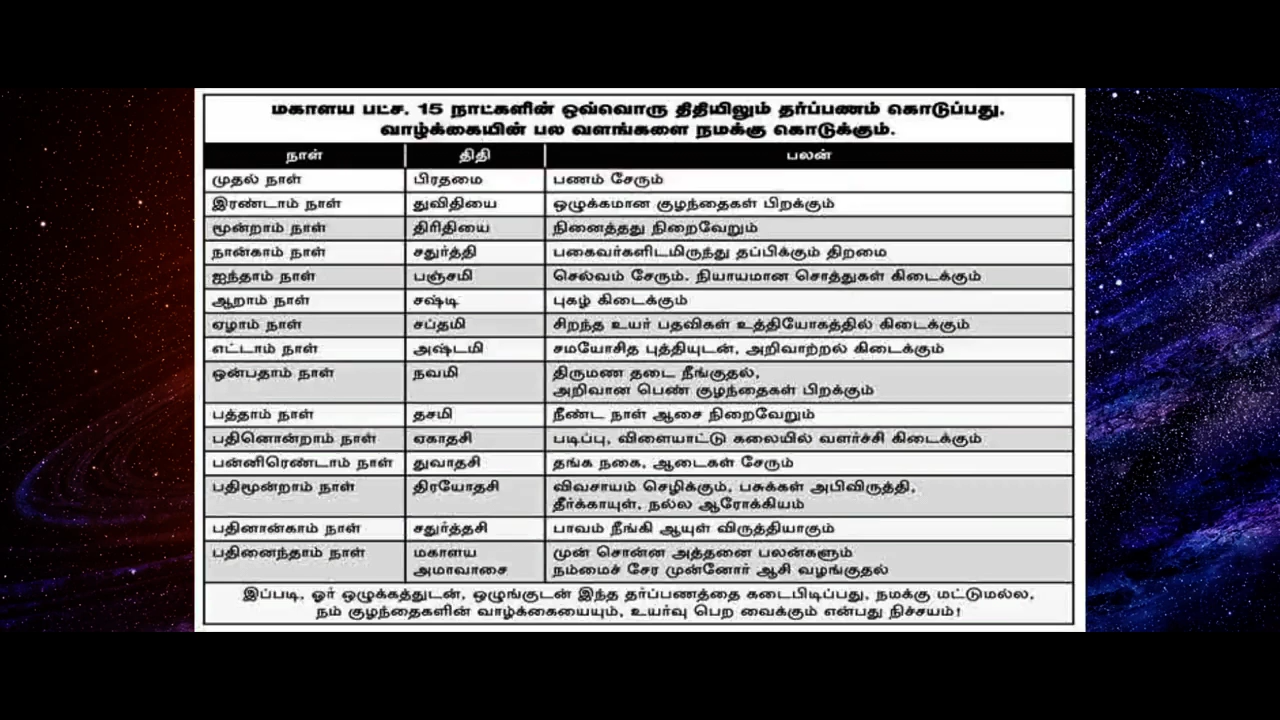 மகாளய பட்ச. 15 நாட்களின் ஒவ்வொரு திதியிலும் தர்ப்பணம் கொடுப்பது.
வாழ்க்கையின் பல வளங்களை நமக்கு கொடுக்கும்.
நாள் திதி பலன்
முதல் நாள் பிரதமை பணம் சேரும்
இரண்டாம் நாள் துவிதியை ஒழுக்கமான குழந்தைகள் பிறக்கும்
மூன்றாம் நாள் திரிதியை நினைத்தது நிறைவேறும்
நான்காம் நாள் சதுர்த்தி பகைவர்களிடமிருந்து தப்பிக்கும் திறமை
ஐந்தாம் நாள் பஞ்சமி செல்வம் சேரும். நியாயமான சொத்துகள் கிடைக்கும்
ஆறாம் நாள் சஷ்டி புகழ் கிடைக்கும்
ஏழாம் நாள் சப்தமி சிறந்த உயர் பதவிகள் உத்தியோகத்தில் கிடைக்கும்
எட்டாம் நாள் அஷ்டமி சமயோசித புத்தியுடன், அறிவாற்றல் கிடைக்கும்
ஒன்பதாம் நாள் நவமி திருமண தடை நீங்குதல்,
அறிவான பெண் குழந்தைகள் பிறக்கும்
பத்தாம் நாள் தசமி நீண்ட நாள் ஆசை நிறைவேறும்
பதினொன்றாம் நாள் ஏகாதசி படிப்பு, விளையாட்டு கலையில் வளர்ச்சி கிடைக்கும்
பன்னிரெண்டாம் நாள் துவாதசி தங்க நகை, ஆடைகள் சேரும்
பதிமூன்றாம் நாள் திரயோதசி விவசாயம் செழிக்கும், பசுக்கள் அபிவிருத்தி,
தீர்க்காயுள், நல்ல ஆரோக்கியம்
பதினான்காம் நாள் சதுர்த்தசி பாவம் நீங்கி ஆயுள் விருத்தியாகும்
பதினைந்தாம் நாள் மகாளய முன் சொன்ன அத்தனை பலன்களும்
அமாவாசை நம்மைச் சேர முன்னோர் ஆசி வழங்குதல்
இப்படி, ஓர் ஒழுக்கத்துடன், ஒழுங்குடன் இந்த தர்ப்பணத்தை கடைபிடிப்பது, நமக்கு மட்டுமல்ல,
நம் குழந்தைகளின் வாழ்க்கையையும், உயர்வு பெற வைக்கும் என்பது நிச்சயம்!